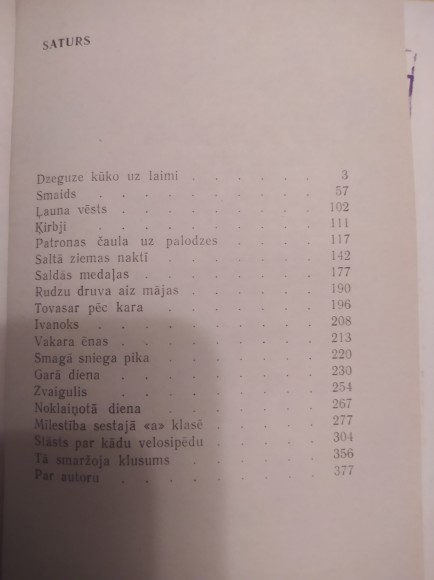 SATURS
Dzeguze kūko uz laimi . . . . . . 3
Smaids . . . . . . . . 57
Ļauna vēsts . . . . . . . 102
Ķirbji . . . . . . . . 111
Patronas čaula uz palodzes . . . . 117
Saltā ziemas naktī . . . . . . 142
Saldās medaļas . . . . . . 177
Rudzu druva aiz mājas . . . . . 190
Tovasar pēc kara . . . . . . 196
Ivanoks . . . . . . . . 208
Vakara ēnas . . . . . . . 213
Smagā sniega pika . . . . . . 220
Garā diena . . . . . . . 230
Zvaigulis . . . . . . . 254
Noklaiņotā diena . . . . . . 267
Mīlestība sestajā «a» klasē . . . . 277
Stāsts par kādu velosipēdu . . . . 304
Tā smaržoja klusums . . . . . 356
Par autoru . . . . . . . 377